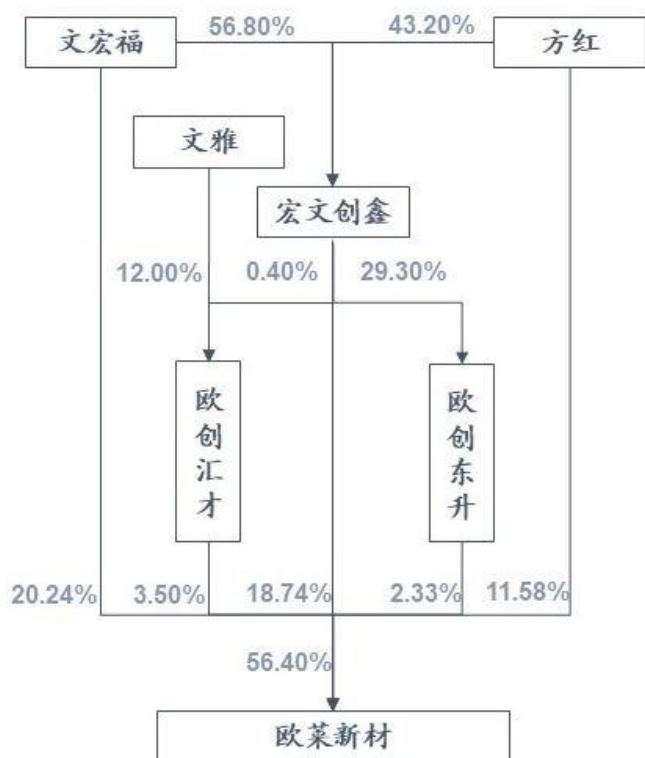 文宏福
56.80%
43.20%
方红
文雅
宏文创鑫
12.00%
0.40%
29.30%
欧创汇才
欧创东升
20.24%
3.50%
18.74%
2.33%
11.58%
56.40%
欧莱新材